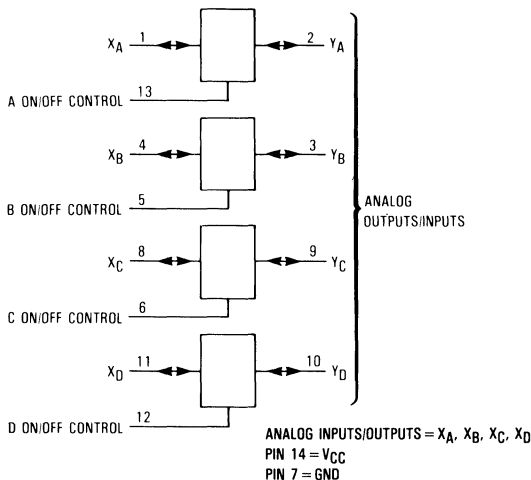 XA 1 2 YA
A ON/OFF CONTROL 13
XB 4 3 YB
B ON/OFF CONTROL 5
ANALOG
OUTPUTS/INPUTS
XC 8 9 YC
C ON/OFF CONTROL 6
XD 11 10 YD
D ON/OFF CONTROL 12
ANALOG INPUTS/OUTPUTS = XA, XB, XC, XD
PIN 14 = VCC
PIN 7 = GND